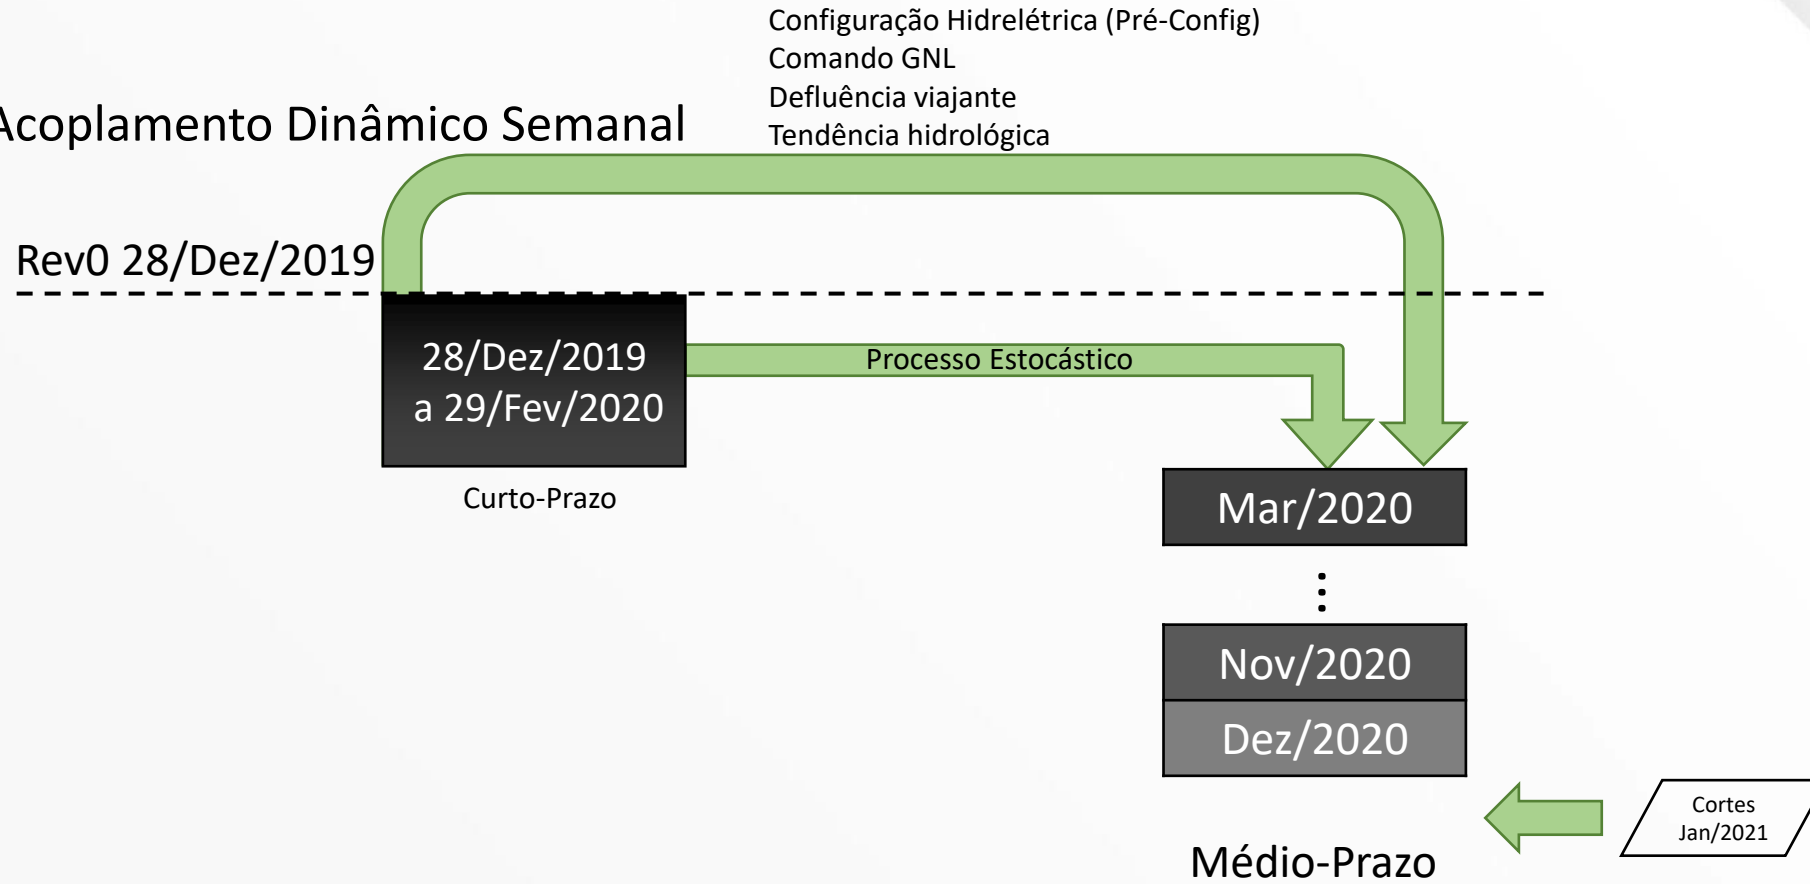 Configuração Hidrelétrica (Pré-Config)
Comando GNL
Defluência viajante
Tendência hidrológica
Acoplamento Dinâmico Semanal
Rev0 28/Dez/2019
28/Dez/2019
a 29/Fev/2020
Processo Estocástico
Curto-Prazo
Mar/2020
...
Nov/2020
Dez/2020
Cortes
Jan/2021
Médio-Prazo